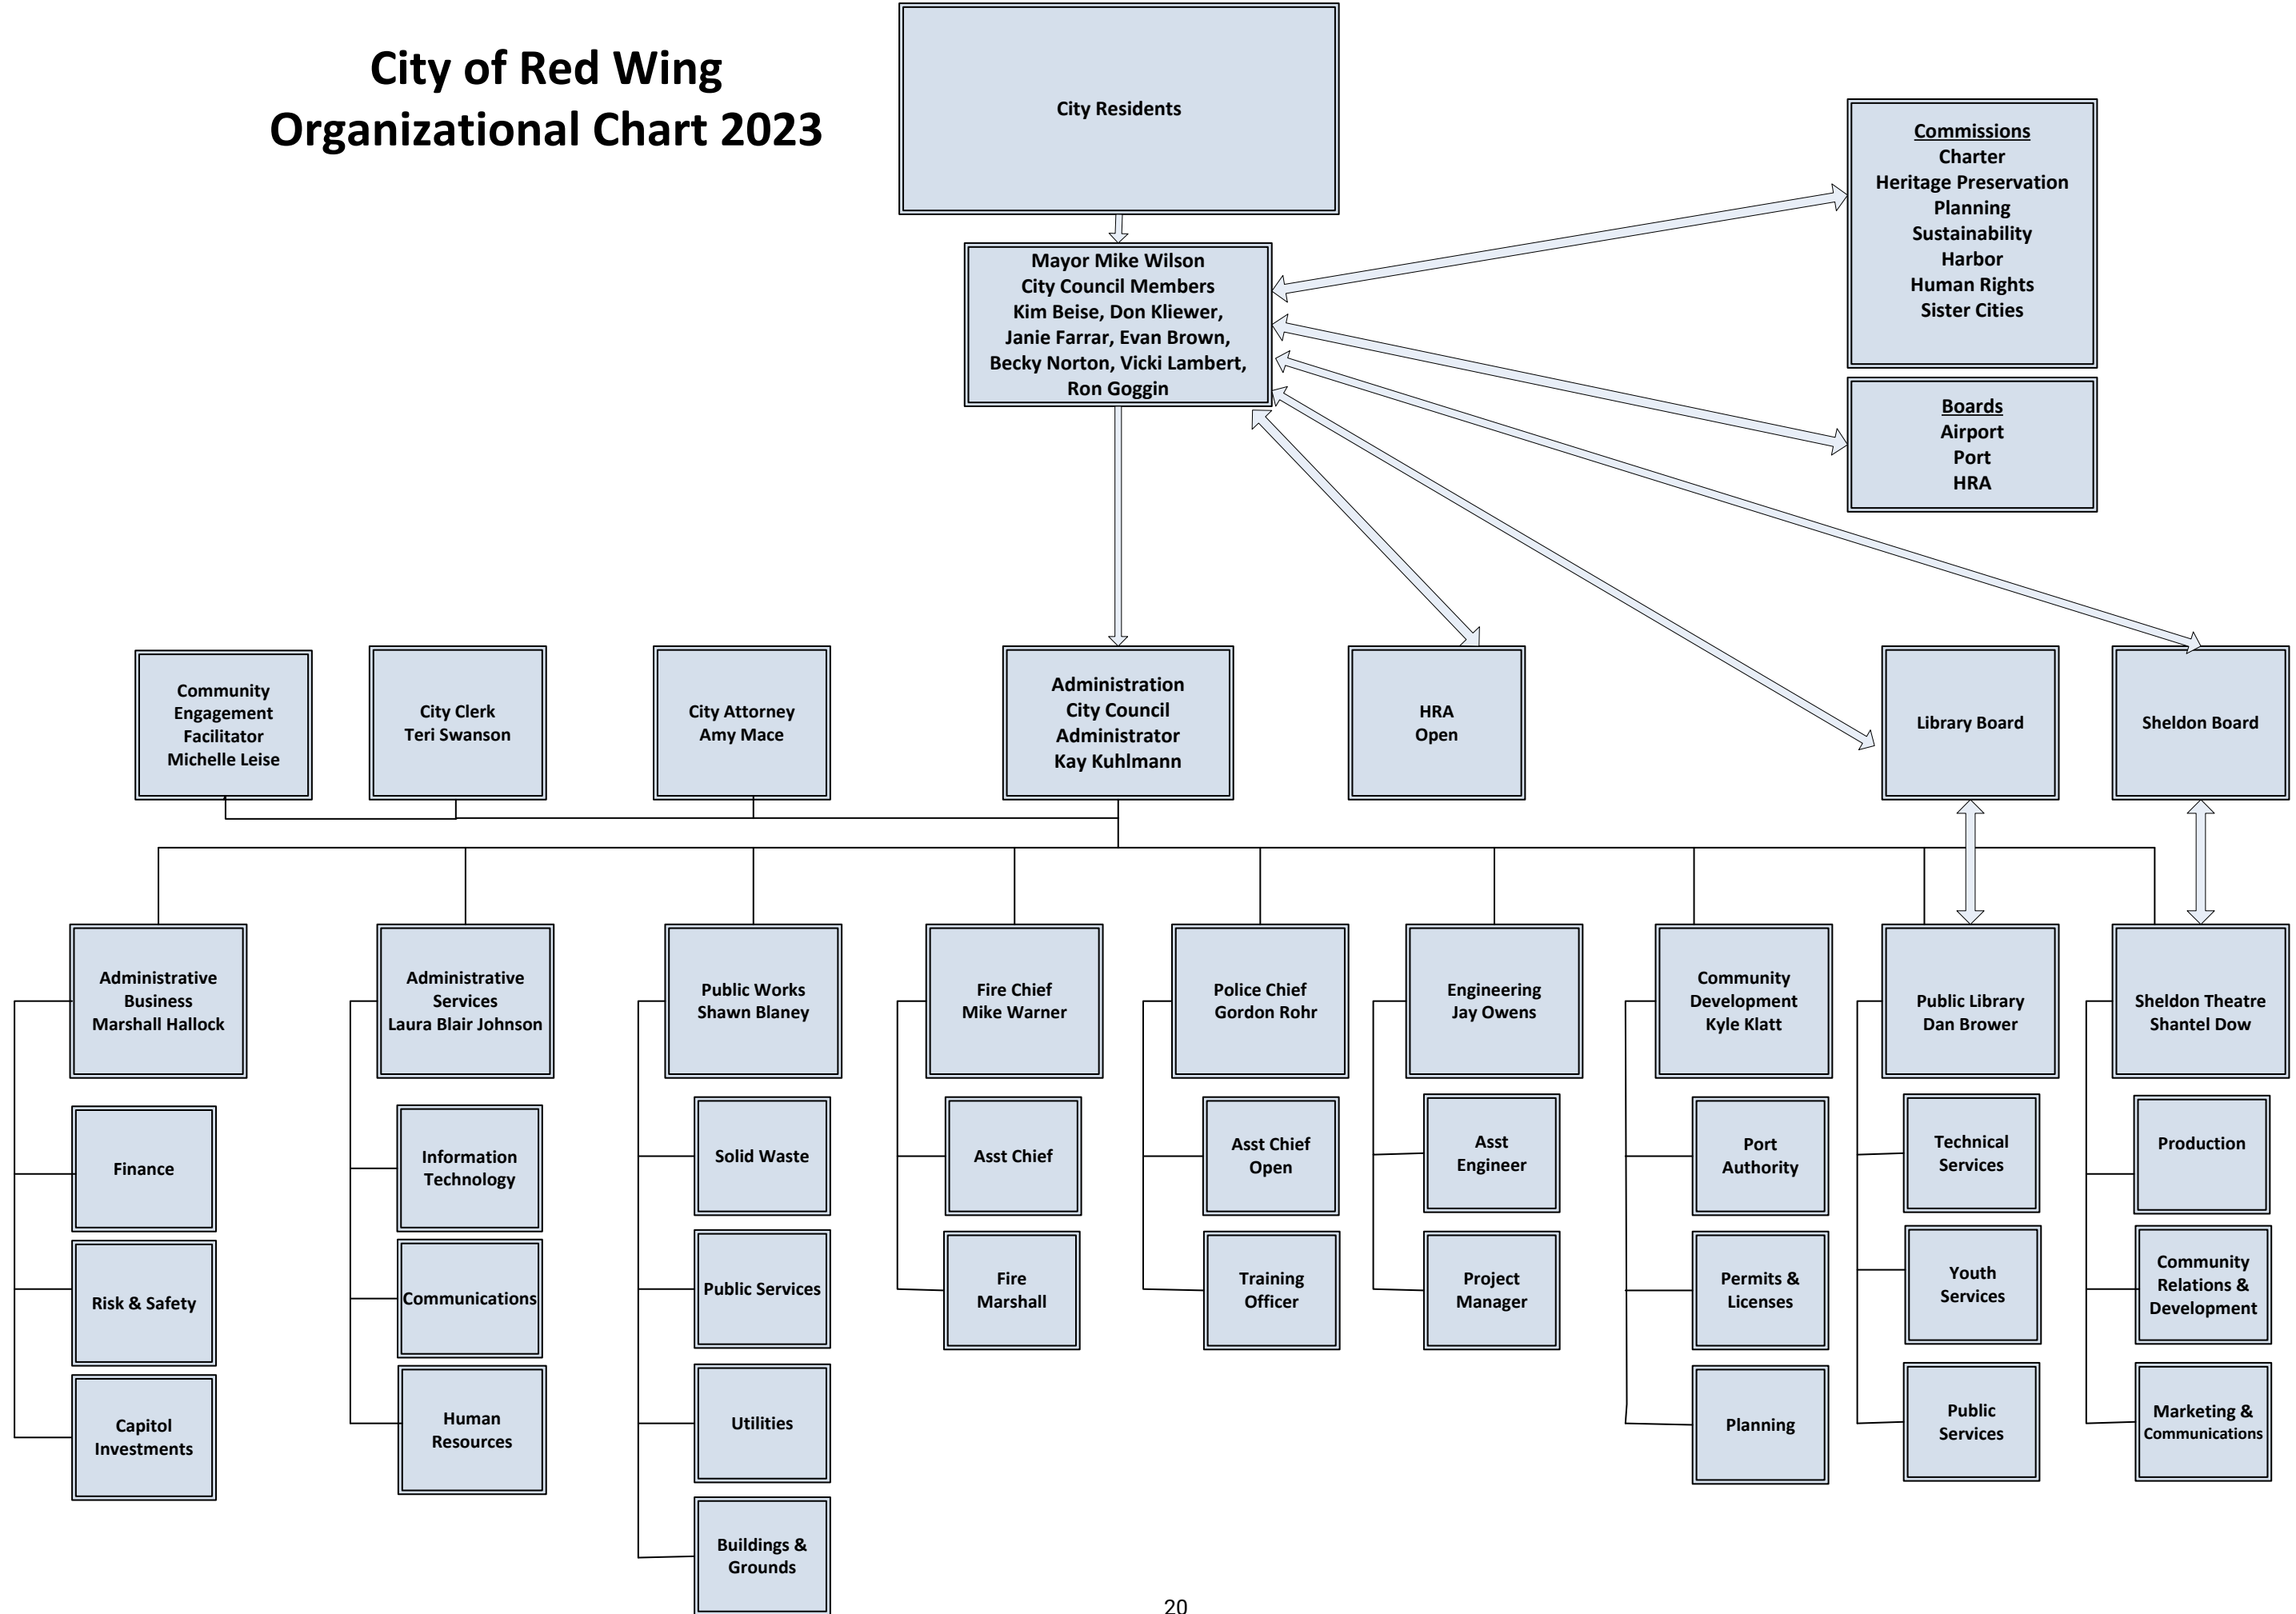 City of Red Wing
Organizational Chart 2023
City Residents
Commissions
Charter
Heritage Preservation
Planning
Sustainability
Harbor
Human Rights
Sister Cities
Mayor Mike Wilson
City Council Members
Kim Beise, Don Kliewer,
Janie Farrar, Evan Brown,
Becky Norton, Vicki Lambert,
Ron Goggin
Boards
Airport
Port
HRA
Community
Engagement
Facilitator
Michelle Leise
City Clerk
Teri Swanson
City Attorney
Amy Mace
Administration
City Council
Administrator
Kay Kuhlmann
HRA
Open
Library Board
Sheldon Board
Administrative
Business
Marshall Hallock
Administrative
Services
Laura Blair Johnson
Public Works
Shawn Blaney
Fire Chief
Mike Warner
Police Chief
Gordon Rohr
Engineering
Jay Owens
Community
Development
Kyle Klatt
Public Library
Dan Brower
Sheldon Theatre
Shantel Dow
Finance
Risk & Safety
Capitol
Investments
Information
Technology
Communications
Human
Resources
Solid Waste
Public Services
Utilities
Buildings &
Grounds
Asst Chief
Fire
Marshall
Asst Chief
Open
Training
Officer
Asst
Engineer
Project
Manager
Port
Authority
Permits &
Licenses
Planning
Technical
Services
Youth
Services
Public
Services
Production
Community
Relations &
Development
Marketing &
Communications
20